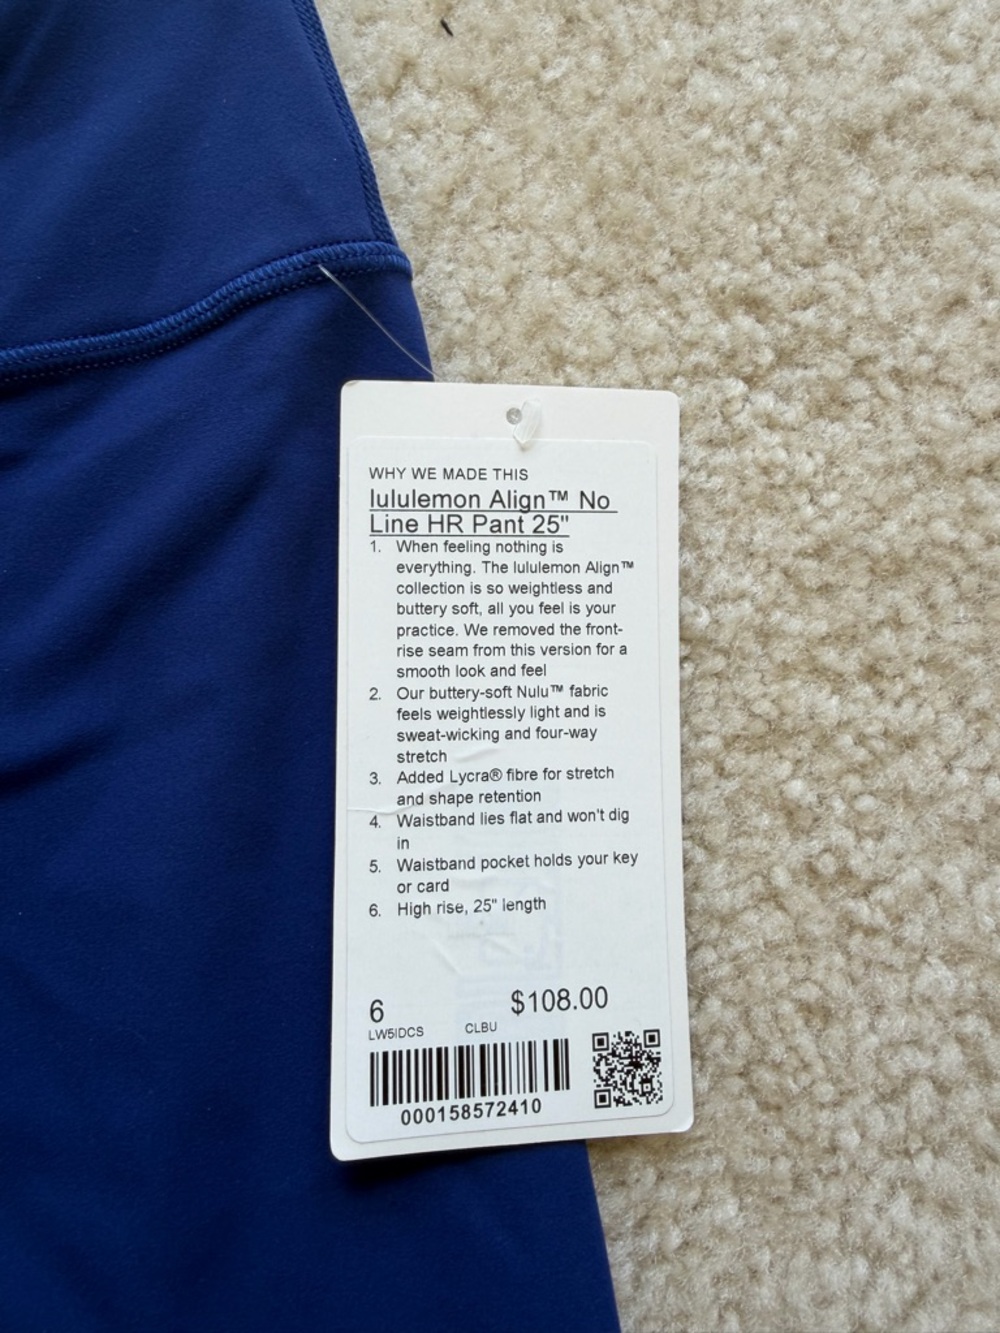 WHY WE MADE THIS
lululemon Align™ No
Line HR Pant 25"
1. When feeling nothing is
everything. The lululemon Align™
collection is so weightless and
buttery soft, all you feel is your
practice. We removed the front-
rise seam from this version for a
smooth look and feel
2. Our buttery-soft Nulu™ fabric
feels weightlessly light and is
sweat-wicking and four-way
stretch
3. Added Lycra® fibre for stretch
and shape retention
4. Waistband lies flat and won't dig
in
5. Waistband pocket holds your key
or card
6. High rise, 25" length
6 $108.00
LW5IDCS CLBU
000158572410